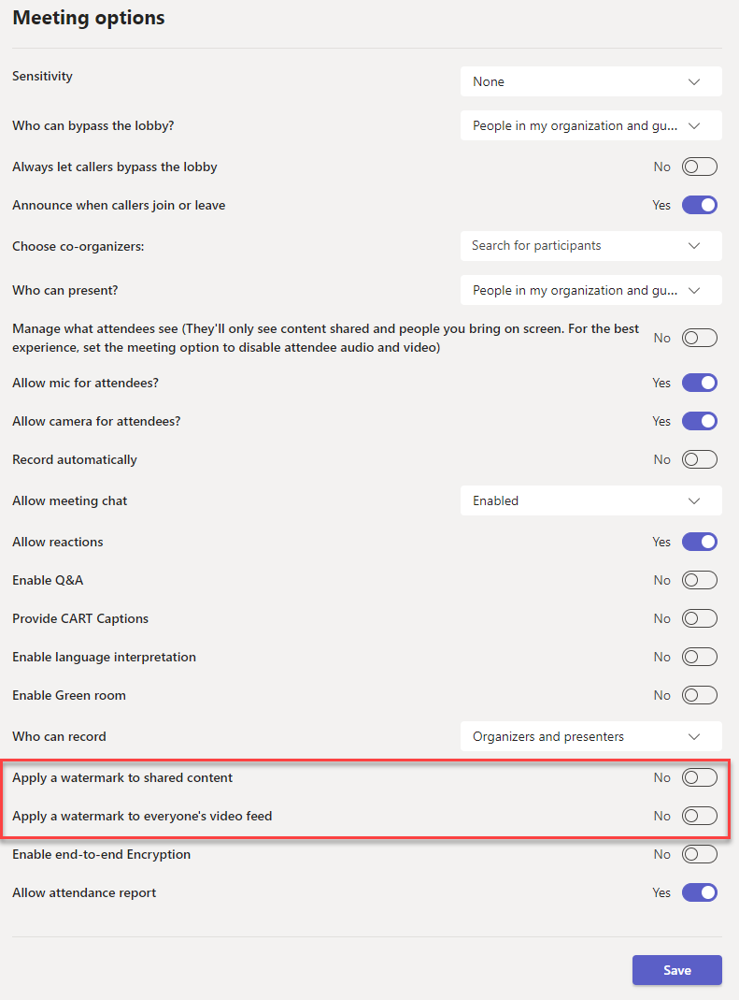 Meeting options
Sensitivity
None
Who can bypass the lobby?
People in my organization and gu...
Always let callers bypass the lobby
No
Announce when callers join or leave
Yes
Choose co-organizers:
Search for participants
Who can present?
People in my organization and gu...
Manage what attendees see (They'll only see content shared and people you bring on screen. For the best
experience, set the meeting option to disable attendee audio and video)
No
Allow mic for attendees?
Yes
Allow camera for attendees?
Yes
Record automatically
No
Allow meeting chat
Enabled
Allow reactions
Yes
Enable Q&A
No
Provide CART Captions
No
Enable language interpretation
No
Enable Green room
No
Who can record
Organizers and presenters
Apply a watermark to shared content
No
Apply a watermark to everyone's video feed
No
Enable end-to-end Encryption
No
Allow attendance report
Yes
Save